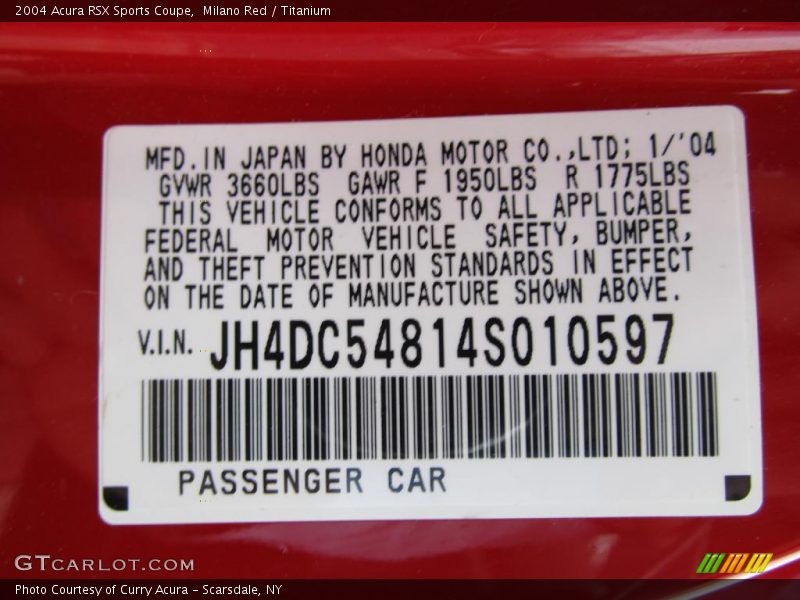 2004 Acura RSX Sports Coupe,  Milano Red / Titanium
MFD. IN JAPAN BY HONDA MOTOR CO.,LTD; 1/'04
GVWR 3660LBS GAWR F 1950LBS R 1775LBS
THIS VEHICLE CONFORMS TO ALL APPLICABLE
FEDERAL MOTOR VEHICLE SAFETY, BUMPER,
AND THEFT PREVENTION STANDARDS IN EFFECT
ON THE DATE OF MANUFACTURE SHOWN ABOVE.
V.I.N. JH4DC54814S010597
PASSENGER CAR
GTCARLOT.COM
Photo Courtesy of Curry Acura - Scarsdale, NY